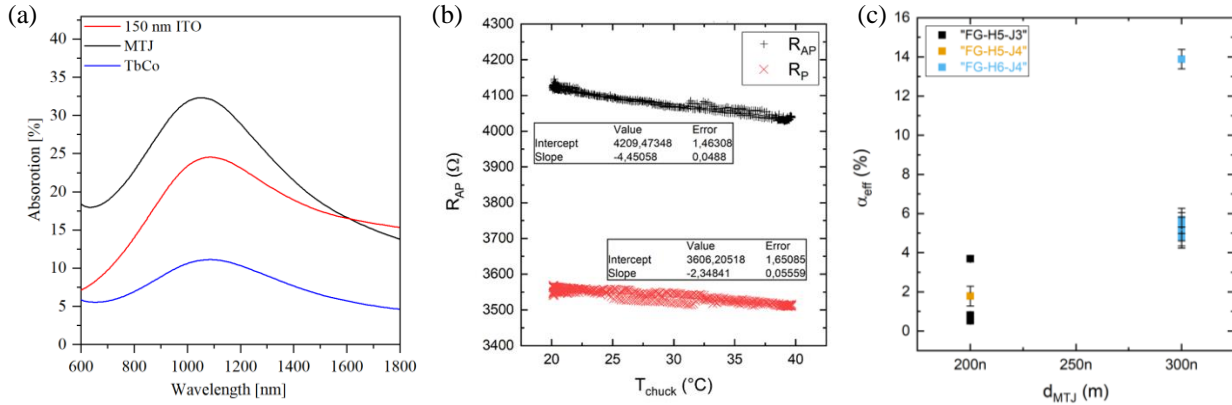 (a)
150 nm ITO
MTJ
TbCo
Absorotion [%]
40
35
30
25
20
15
10
5
0
600 800 1000 1200 1400 1600 1800
Wavelength [nm]
(b)
R_AP
R_P
R_AP (Ω)
4300
4200
4100
4000
3900
3800
3700
3600
3500
3400
Value Error
Intercept 4209,47348 1,46308
Slope -4,45058 0,0488
Value Error
Intercept 3606,20518 1,65085
Slope -2,34841 0,05559
20 25 30 35 40
T_chuck (°C)
(c)
"FG-H5-J3"
"FG-H5-J4"
"FG-H6-J4"
α_eff (%)
16
14
12
10
8
6
4
2
0
200n 250n 300n
d_MTJ (m)